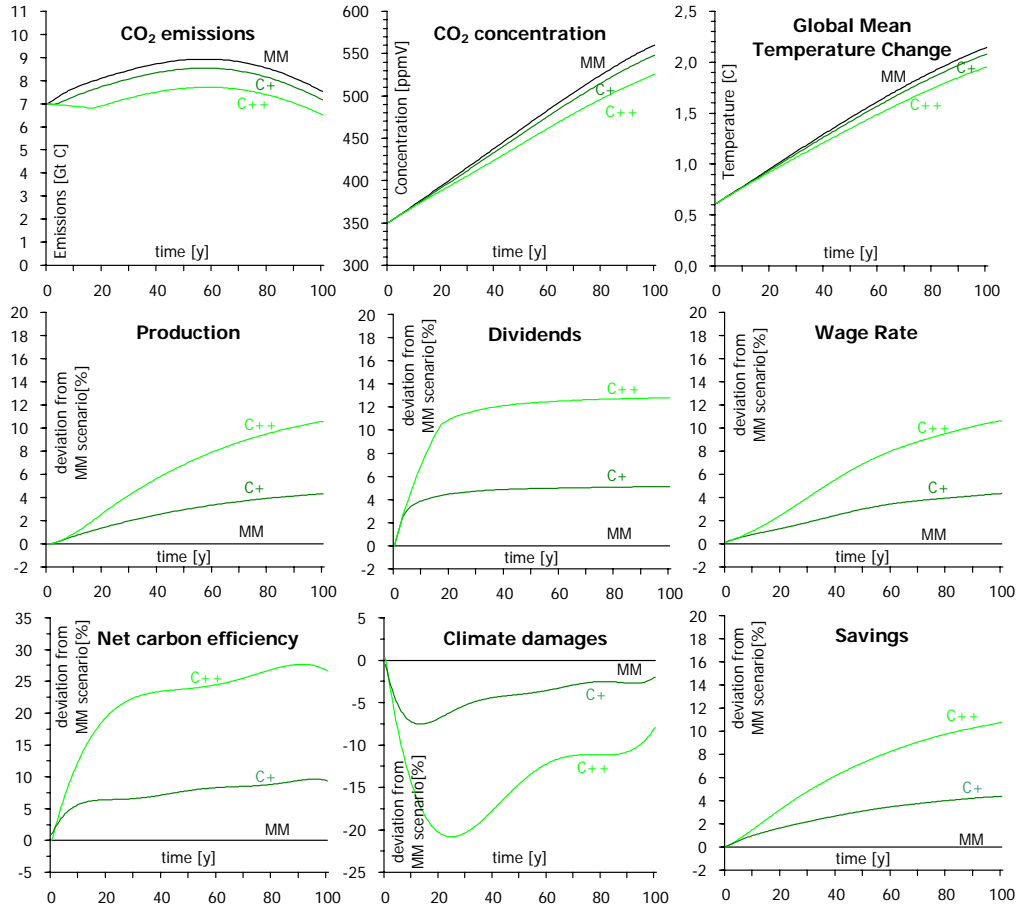 CO₂ emissions
11
10
9
8
7
6
5
4
3
2
1
0
Emissions [Gt C]
MM
C+
C++
time [y]
0 20 40 60 80 100
CO₂ concentration
600
550
500
450
400
350
300
Concentration [ppmV]
MM
C+
C++
time [y]
0 20 40 60 80 100
Global Mean
Temperature Change
2,5
2,0
1,5
1,0
0,5
0,0
Temperature [C]
MM
C+
C++
time [y]
0 20 40 60 80 100
Production
20
18
16
14
12
10
8
6
4
2
0
-2
deviation from
MM scenario[%]
C++
C+
MM
time [y]
0 20 40 60 80 100
Dividends
20
18
16
14
12
10
8
6
4
2
0
-2
deviation from
MM scenario[%]
C++
C+
MM
time [y]
0 20 40 60 80 100
Wage Rate
20
18
16
14
12
10
8
6
4
2
0
-2
deviation from
MM scenario[%]
C++
C+
MM
time [y]
0 20 40 60 80 100
Net carbon efficiency
35
30
25
20
15
10
5
0
-5
deviation from
MM scenario[%]
C++
C+
MM
time [y]
0 20 40 60 80 100
Climate damages
5
0
-5
-10
-15
-20
-25
deviation from
MM scenario[%]
MM
C+
C++
time [y]
0 20 40 60 80 100
Savings
20
18
16
14
12
10
8
6
4
2
0
-2
deviation from
MM scenario[%]
C++
C+
MM
time [y]
0 20 40 60 80 100